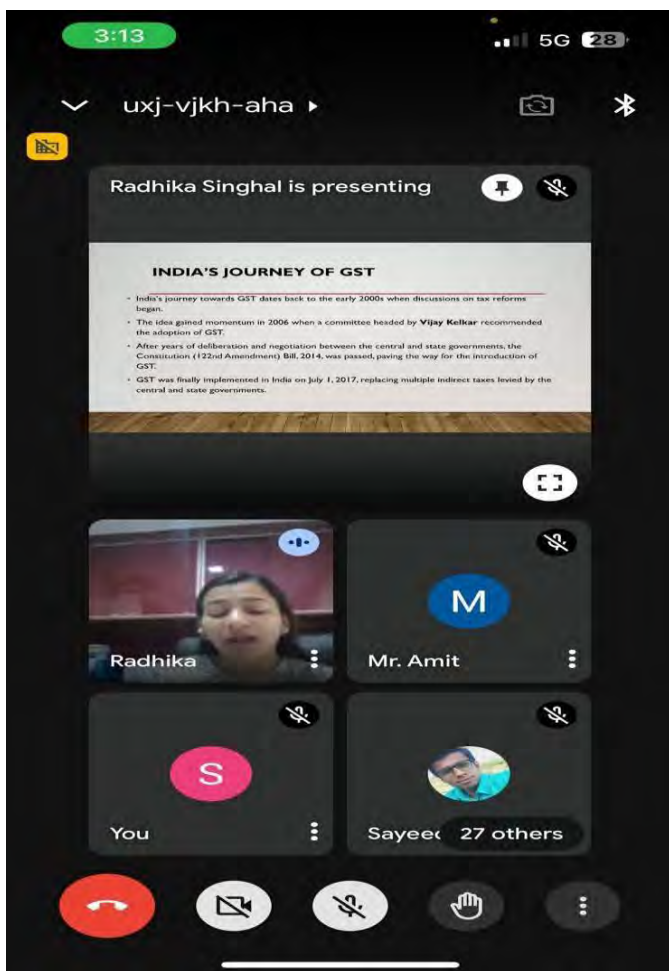 3:13
5G 28
uxj-vjkh-aha
Radhika Singhal is presenting
INDIA'S JOURNEY OF GST
• India's journey towards GST dates back to the early 2000s when discussions on tax reforms
began.
• The idea gained momentum in 2006 when a committee headed by Vijay Kelkar recommended
the adoption of GST.
• After years of deliberation and negotiation between the central and state governments, the
Constitution (122nd Amendment) Bill, 2014, was passed, paving the way for the introduction of
GST.
• GST was finally implemented in India on July 1, 2017, replacing multiple indirect taxes levied by the
central and state governments.
Radhika
M
Mr. Amit
S
You
Sayeed 27 others